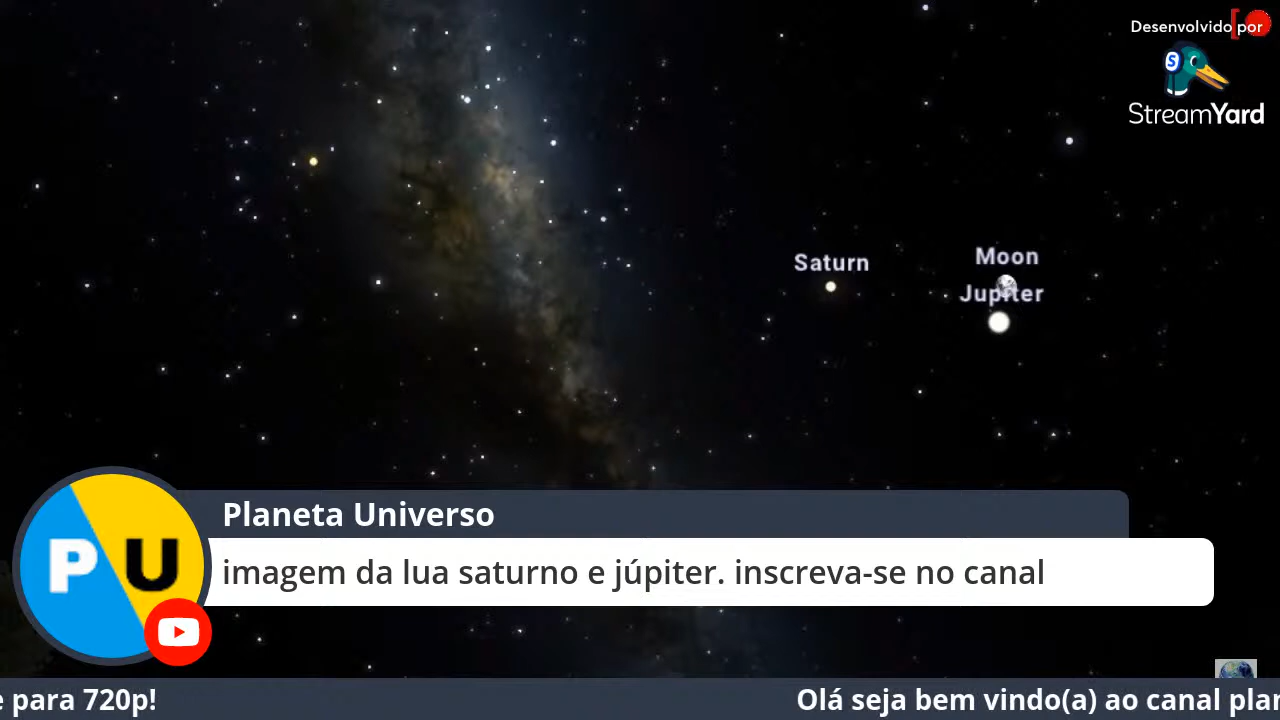 Desenvolvido por
StreamYard
Saturn
Moon
Jupiter
PU
Planeta Universo
imagem da lua saturno e júpiter. inscreva-se no canal
e para 720p!
Olá seja bem vindo(a) ao canal plan